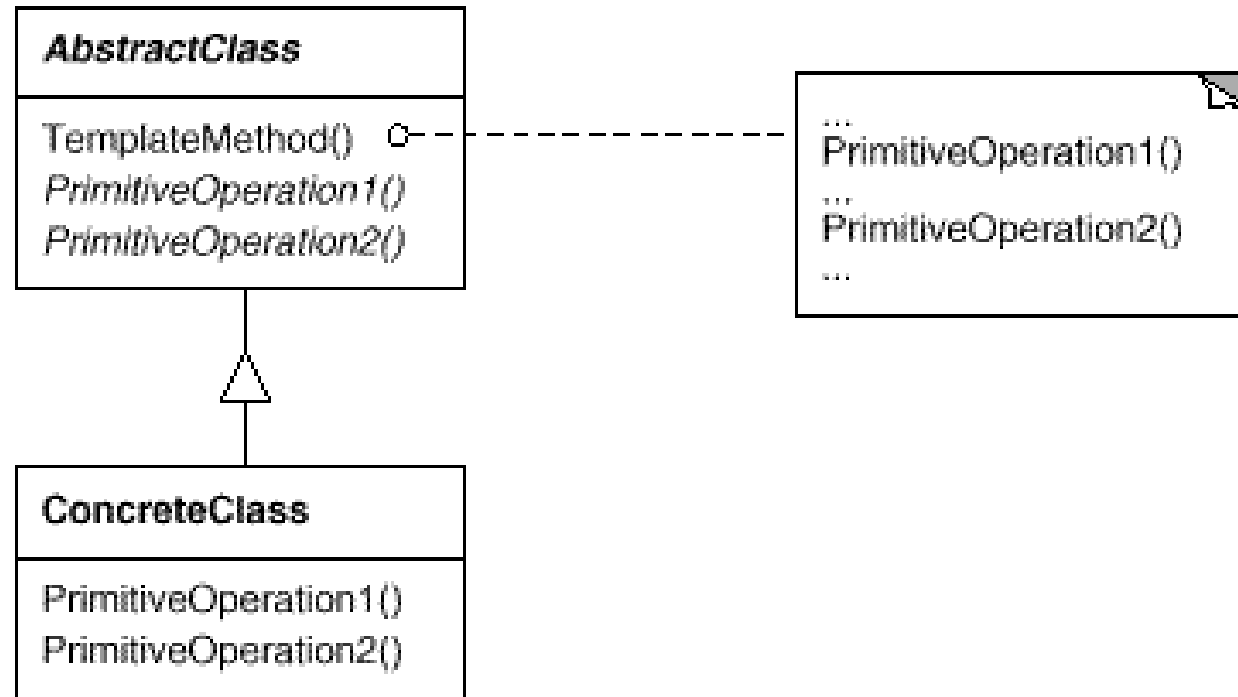 AbstractClass
TemplateMethod()
PrimitiveOperation1()
PrimitiveOperation2()
...
PrimitiveOperation1()
...
PrimitiveOperation2()
...
ConcreteClass
PrimitiveOperation1()
PrimitiveOperation2()